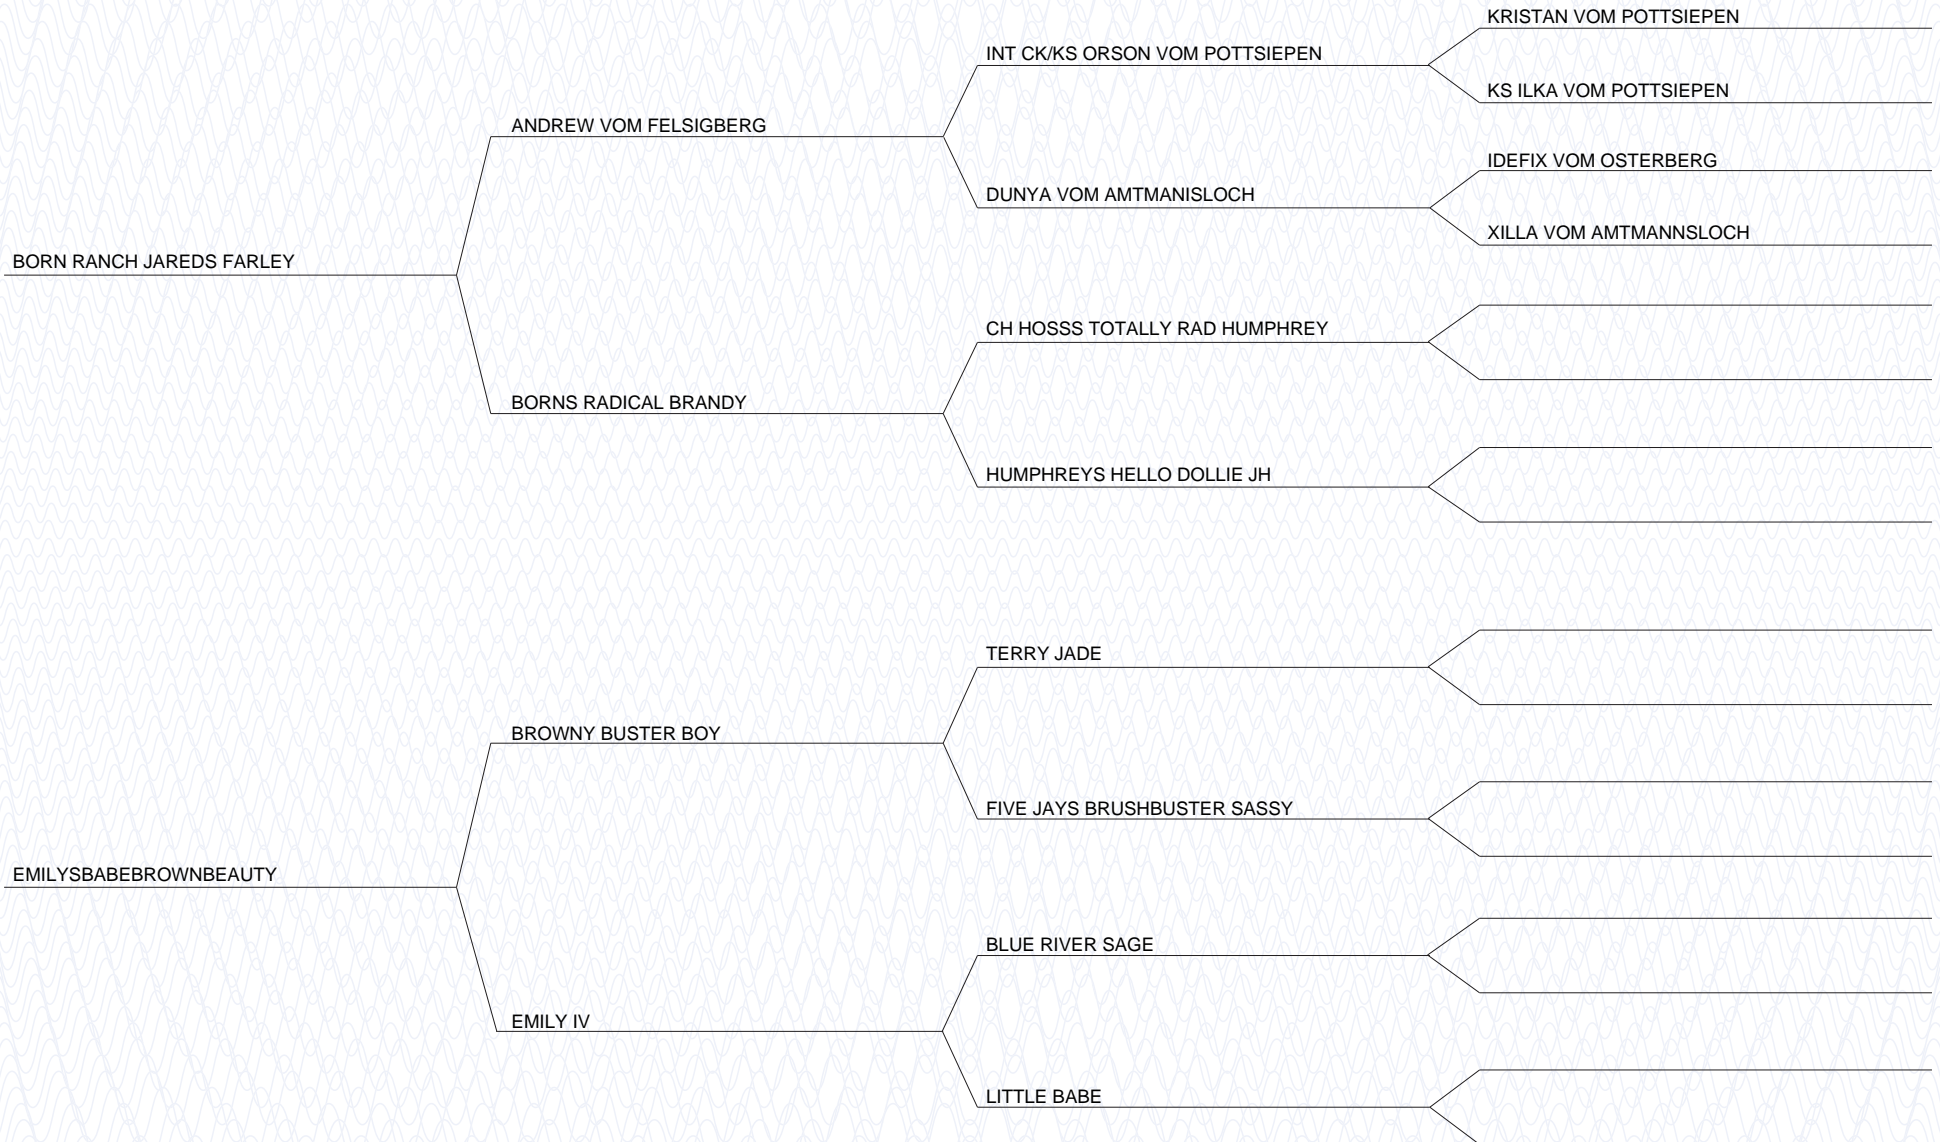 KRISTAN VOM POTTSIEPEN
INT CK/KS ORSON VOM POTTSIEPEN
KS ILKA VOM POTTSIEPEN
ANDREW VOM FELSIGBERG
IDEFIX VOM OSTERBERG
DUNYA VOM AMTMANISLOCH
XILLA VOM AMTMANNSLOCH
BORN RANCH JAREDS FARLEY
CH HOSSS TOTALLY RAD HUMPHREY
BORNS RADICAL BRANDY
HUMPHREYS HELLO DOLLIE JH
TERRY JADE
BROWNY BUSTER BOY
FIVE JAYS BRUSHBUSTER SASSY
EMILYSBABEBROWNBEAUTY
BLUE RIVER SAGE
EMILY IV
LITTLE BABE